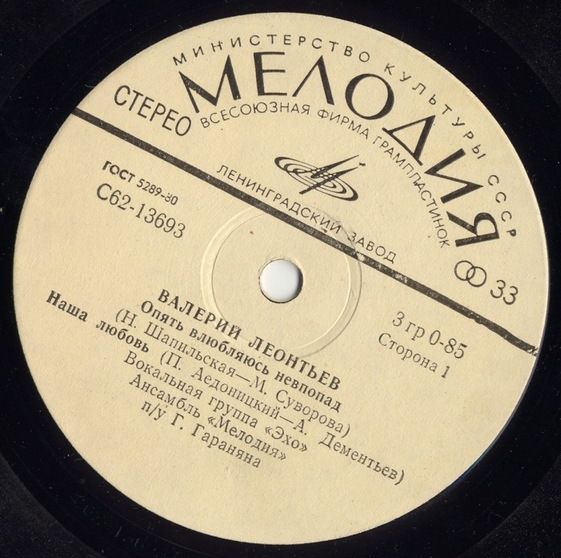 МИНИСТЕРСТВО КУЛЬТУРЫ СССР
МЕЛОДИЯ
ВСЕСОЮЗНАЯ ФИРМА ГРАМПЛАСТИНОК
СТЕРЕО
ЛЕНИНГРАДСКИЙ ЗАВОД
33
ГОСТ 5289-80
С62-13693
3 гр 0-85
Сторона 1
ВАЛЕРИЙ ЛЕОНТЬЕВ
Опять влюбляюсь невпопад
(Н. Шапильская—М. Суворова)
Наша любовь (П. Аедоницкий—А. Дементьев)
Вокальная группа «Эхо»
Ансамбль «Мелодия»
п/у Г. Гараняна